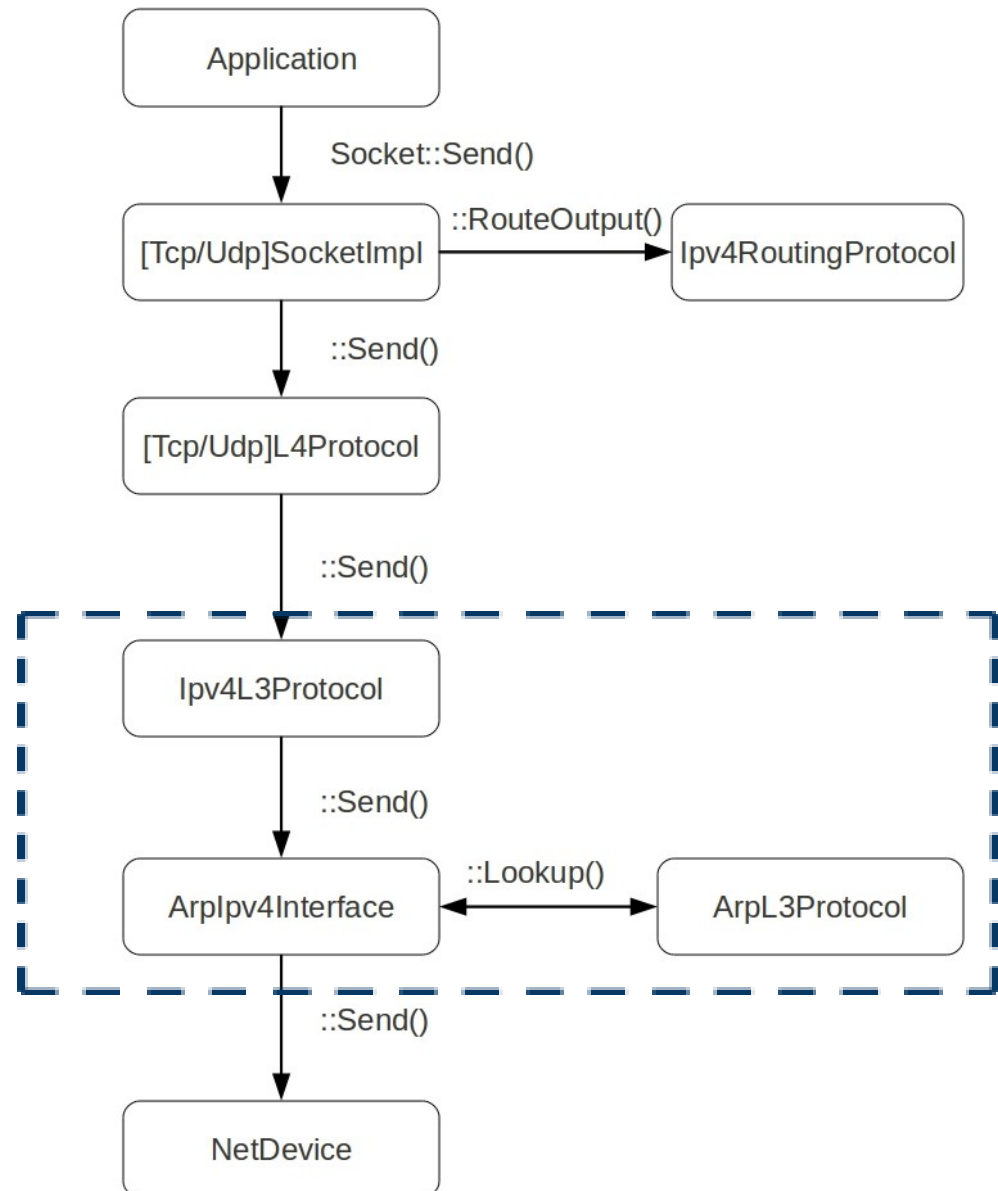 Application
Socket::Send()
::RouteOutput()
[Tcp/Udp]SocketImpl
Ipv4RoutingProtocol
::Send()
[Tcp/Udp]L4Protocol
::Send()
Ipv4L3Protocol
::Send()
::Lookup()
ArpIpv4Interface
ArpL3Protocol
::Send()
NetDevice